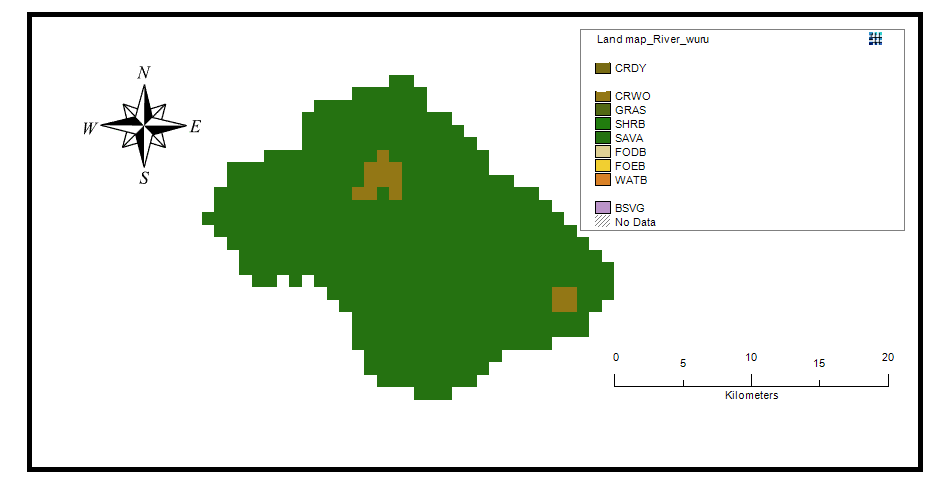 Land map_River_wuru
CRDY
CRWO
GRAS
SHRB
SAVA
FODB
FOEB
WATB
BSVG
No Data
N
W E
S
0 5 10 15 20
Kilometers